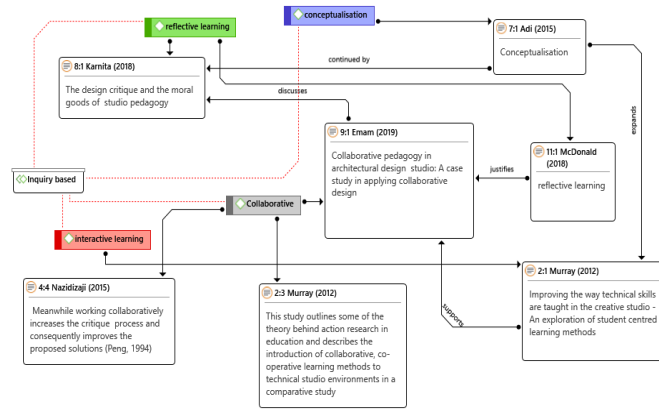 reflective learning
conceptualisation
7:1 Adi (2015)
Conceptualisation
8:1 Karnita (2018)
The design critique and the moral
goods of studio pedagogy
continued by
discusses
expands
9:1 Emam (2019)
Collaborative pedagogy in
architectural design studio: A case
study in applying collaborative
design
justifies
11:1 McDonald
(2018)
reflective learning
Inquiry based
Collaborative
interactive learning
4:4 Nazidizaji (2015)
Meanwhile working collaboratively
increases the critique process and
consequently improves the
proposed solutions (Peng, 1994)
2:3 Murray (2012)
This study outlines some of the
theory behind action research in
education and describes the
introduction of collaborative, co-
operative learning methods to
technical studio environments in a
comparative study
supports
2:1 Murray (2012)
Improving the way technical skills
are taught in the creative studio -
An exploration of student centred
learning methods